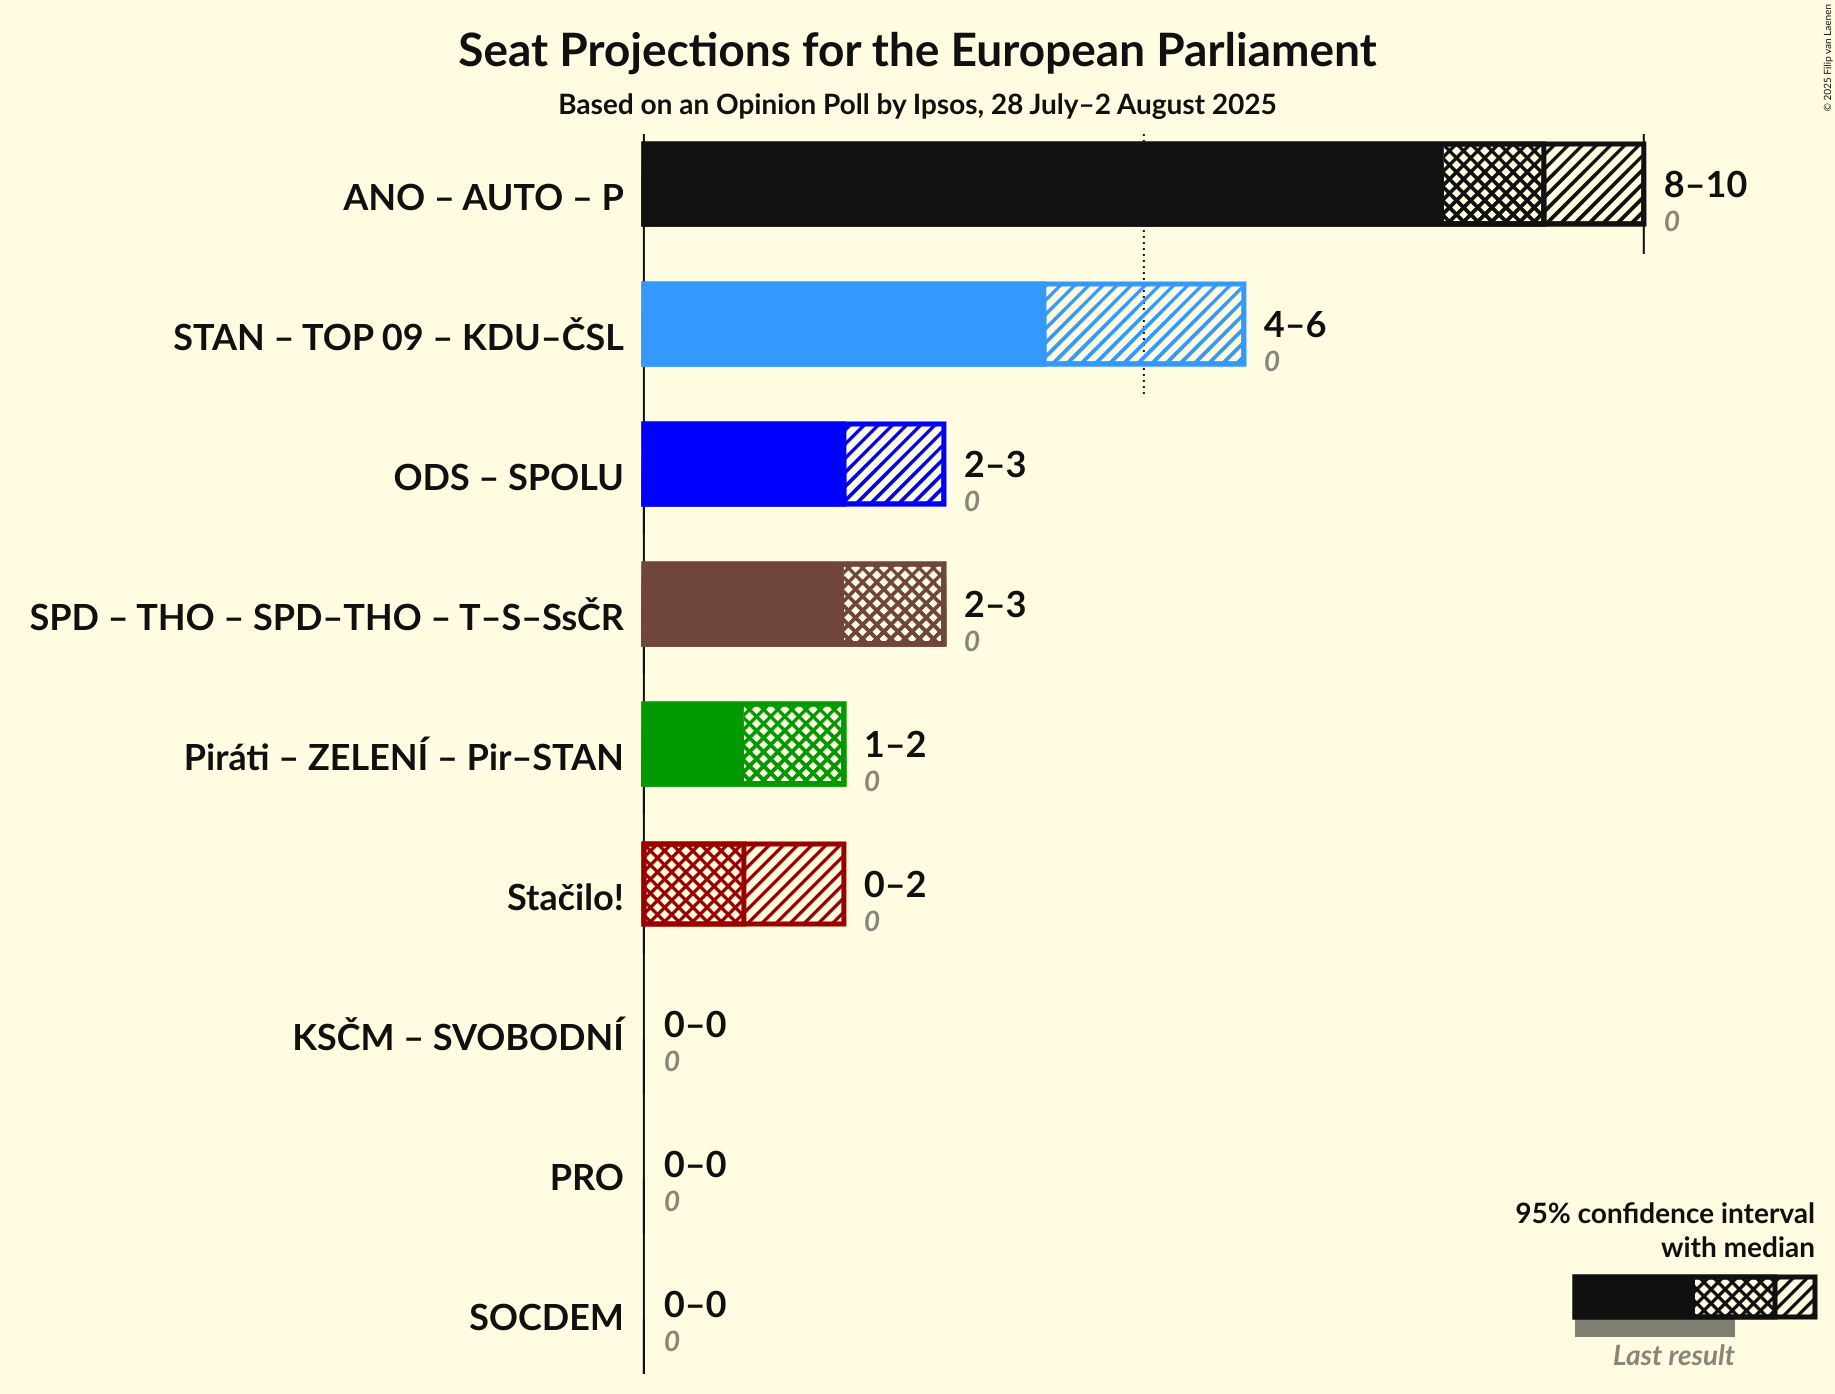 Seat Projections for the European Parliament
Based on an Opinion Poll by Ipsos, 28 July–2 August 2025
© 2025 Filip van Laenen
ANO – AUTO – P
8–10
0
STAN – TOP 09 – KDU–ČSL
4–6
0
ODS – SPOLU
2–3
0
SPD – THO – SPD–THO – T–S–SsČR
2–3
0
Piráti – ZELENÍ – Pir–STAN
1–2
0
Stačilo!
0–2
0
KSČM – SVOBODNÍ
0–0
0
PRO
0–0
0
SOCDEM
0–0
0
95% confidence interval
with median
Last result